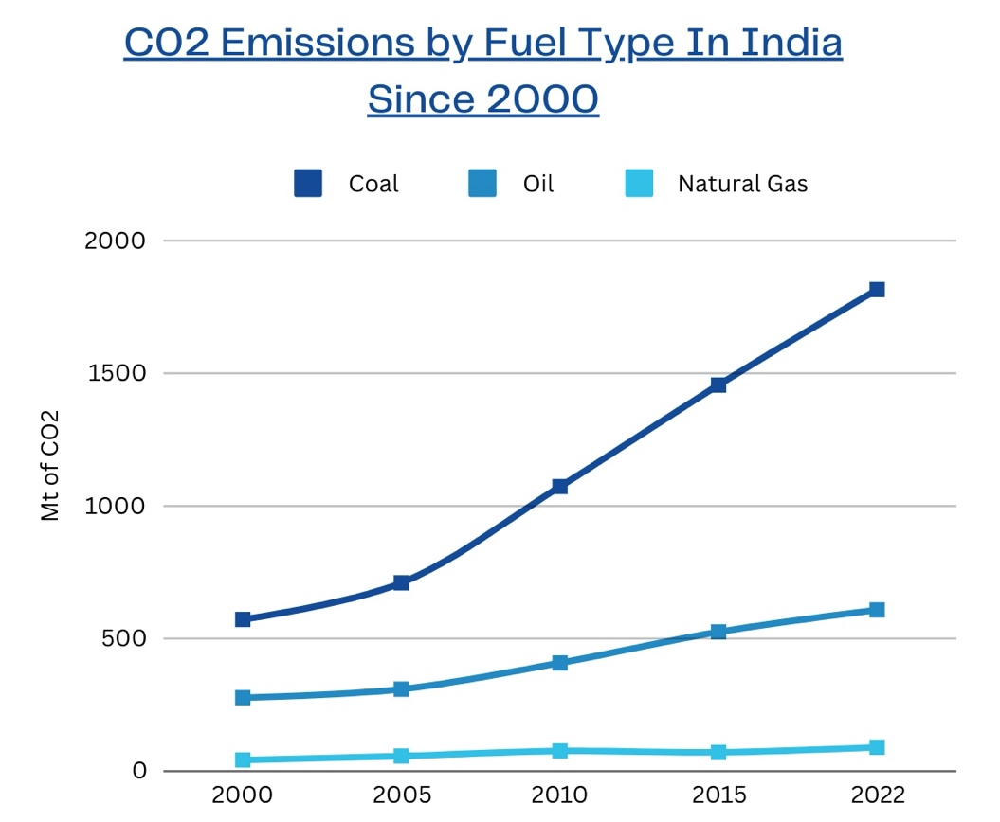 CO2 Emissions by Fuel Type In India
Since 2000
Coal Oil Natural Gas
2000
1500
1000
500
0
Mt of CO2
2000 2005 2010 2015 2022